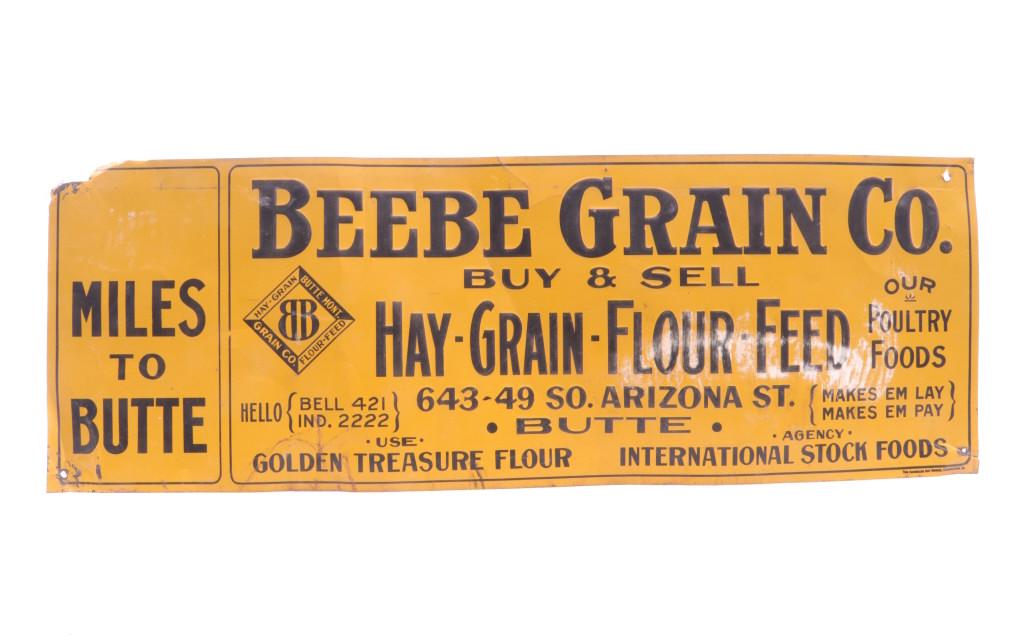 MILES
TO
BUTTE
BEEBE GRAIN CO.
BUY & SELL
HAY-GRAIN
BUTTE MONT.
BB
GRAIN CO
FLOUR-FEED
HAY-GRAIN-FLOUR-FEED
OUR
POULTRY
FOODS
HELLO { BELL 421
IND. 2222 }
643-49 SO. ARIZONA ST.
{ MAKES EM LAY
MAKES EM PAY }
• BUTTE •
• USE •
GOLDEN TREASURE FLOUR
• AGENCY •
INTERNATIONAL STOCK FOODS